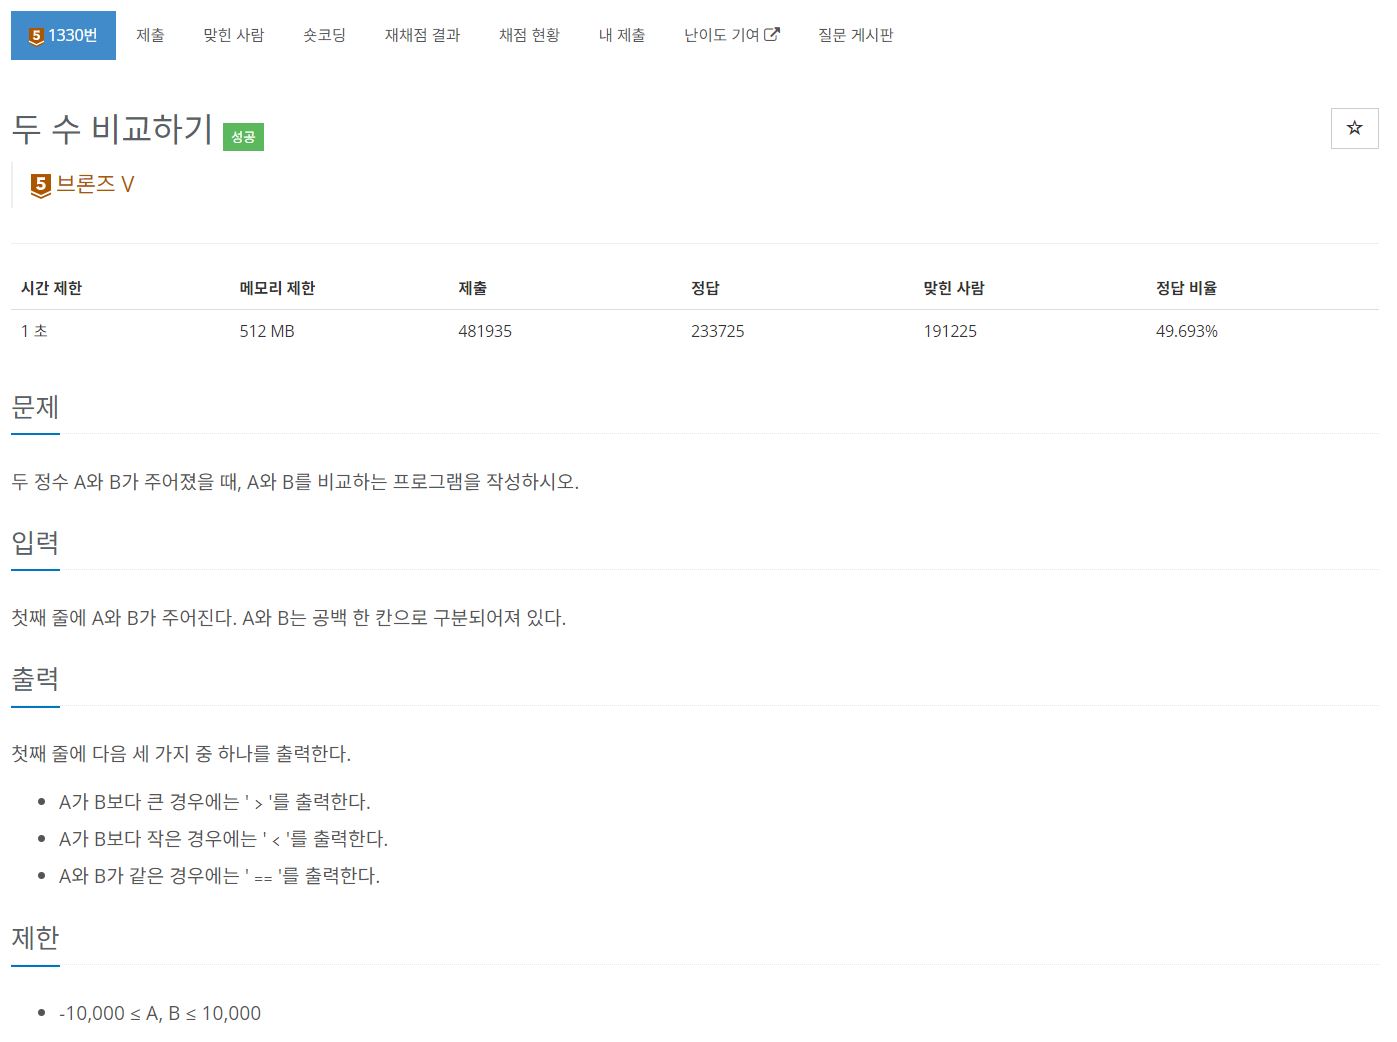 5 1330번 제출 맞힌 사람 숏코딩 재채점 결과 채점 현황 내 제출 난이도 기여 질문 게시판
두 수 비교하기 성공
5 브론즈 V
시간 제한 메모리 제한 제출 정답 맞힌 사람 정답 비율
1 초 512 MB 481935 233725 191225 49.693%
문제
두 정수 A와 B가 주어졌을 때, A와 B를 비교하는 프로그램을 작성하시오.
입력
첫째 줄에 A와 B가 주어진다. A와 B는 공백 한 칸으로 구분되어져 있다.
출력
첫째 줄에 다음 세 가지 중 하나를 출력한다.
• A가 B보다 큰 경우에는 ' > '를 출력한다.
• A가 B보다 작은 경우에는 ' < '를 출력한다.
• A와 B가 같은 경우에는 ' == '를 출력한다.
제한
• -10,000 ≤ A, B ≤ 10,000